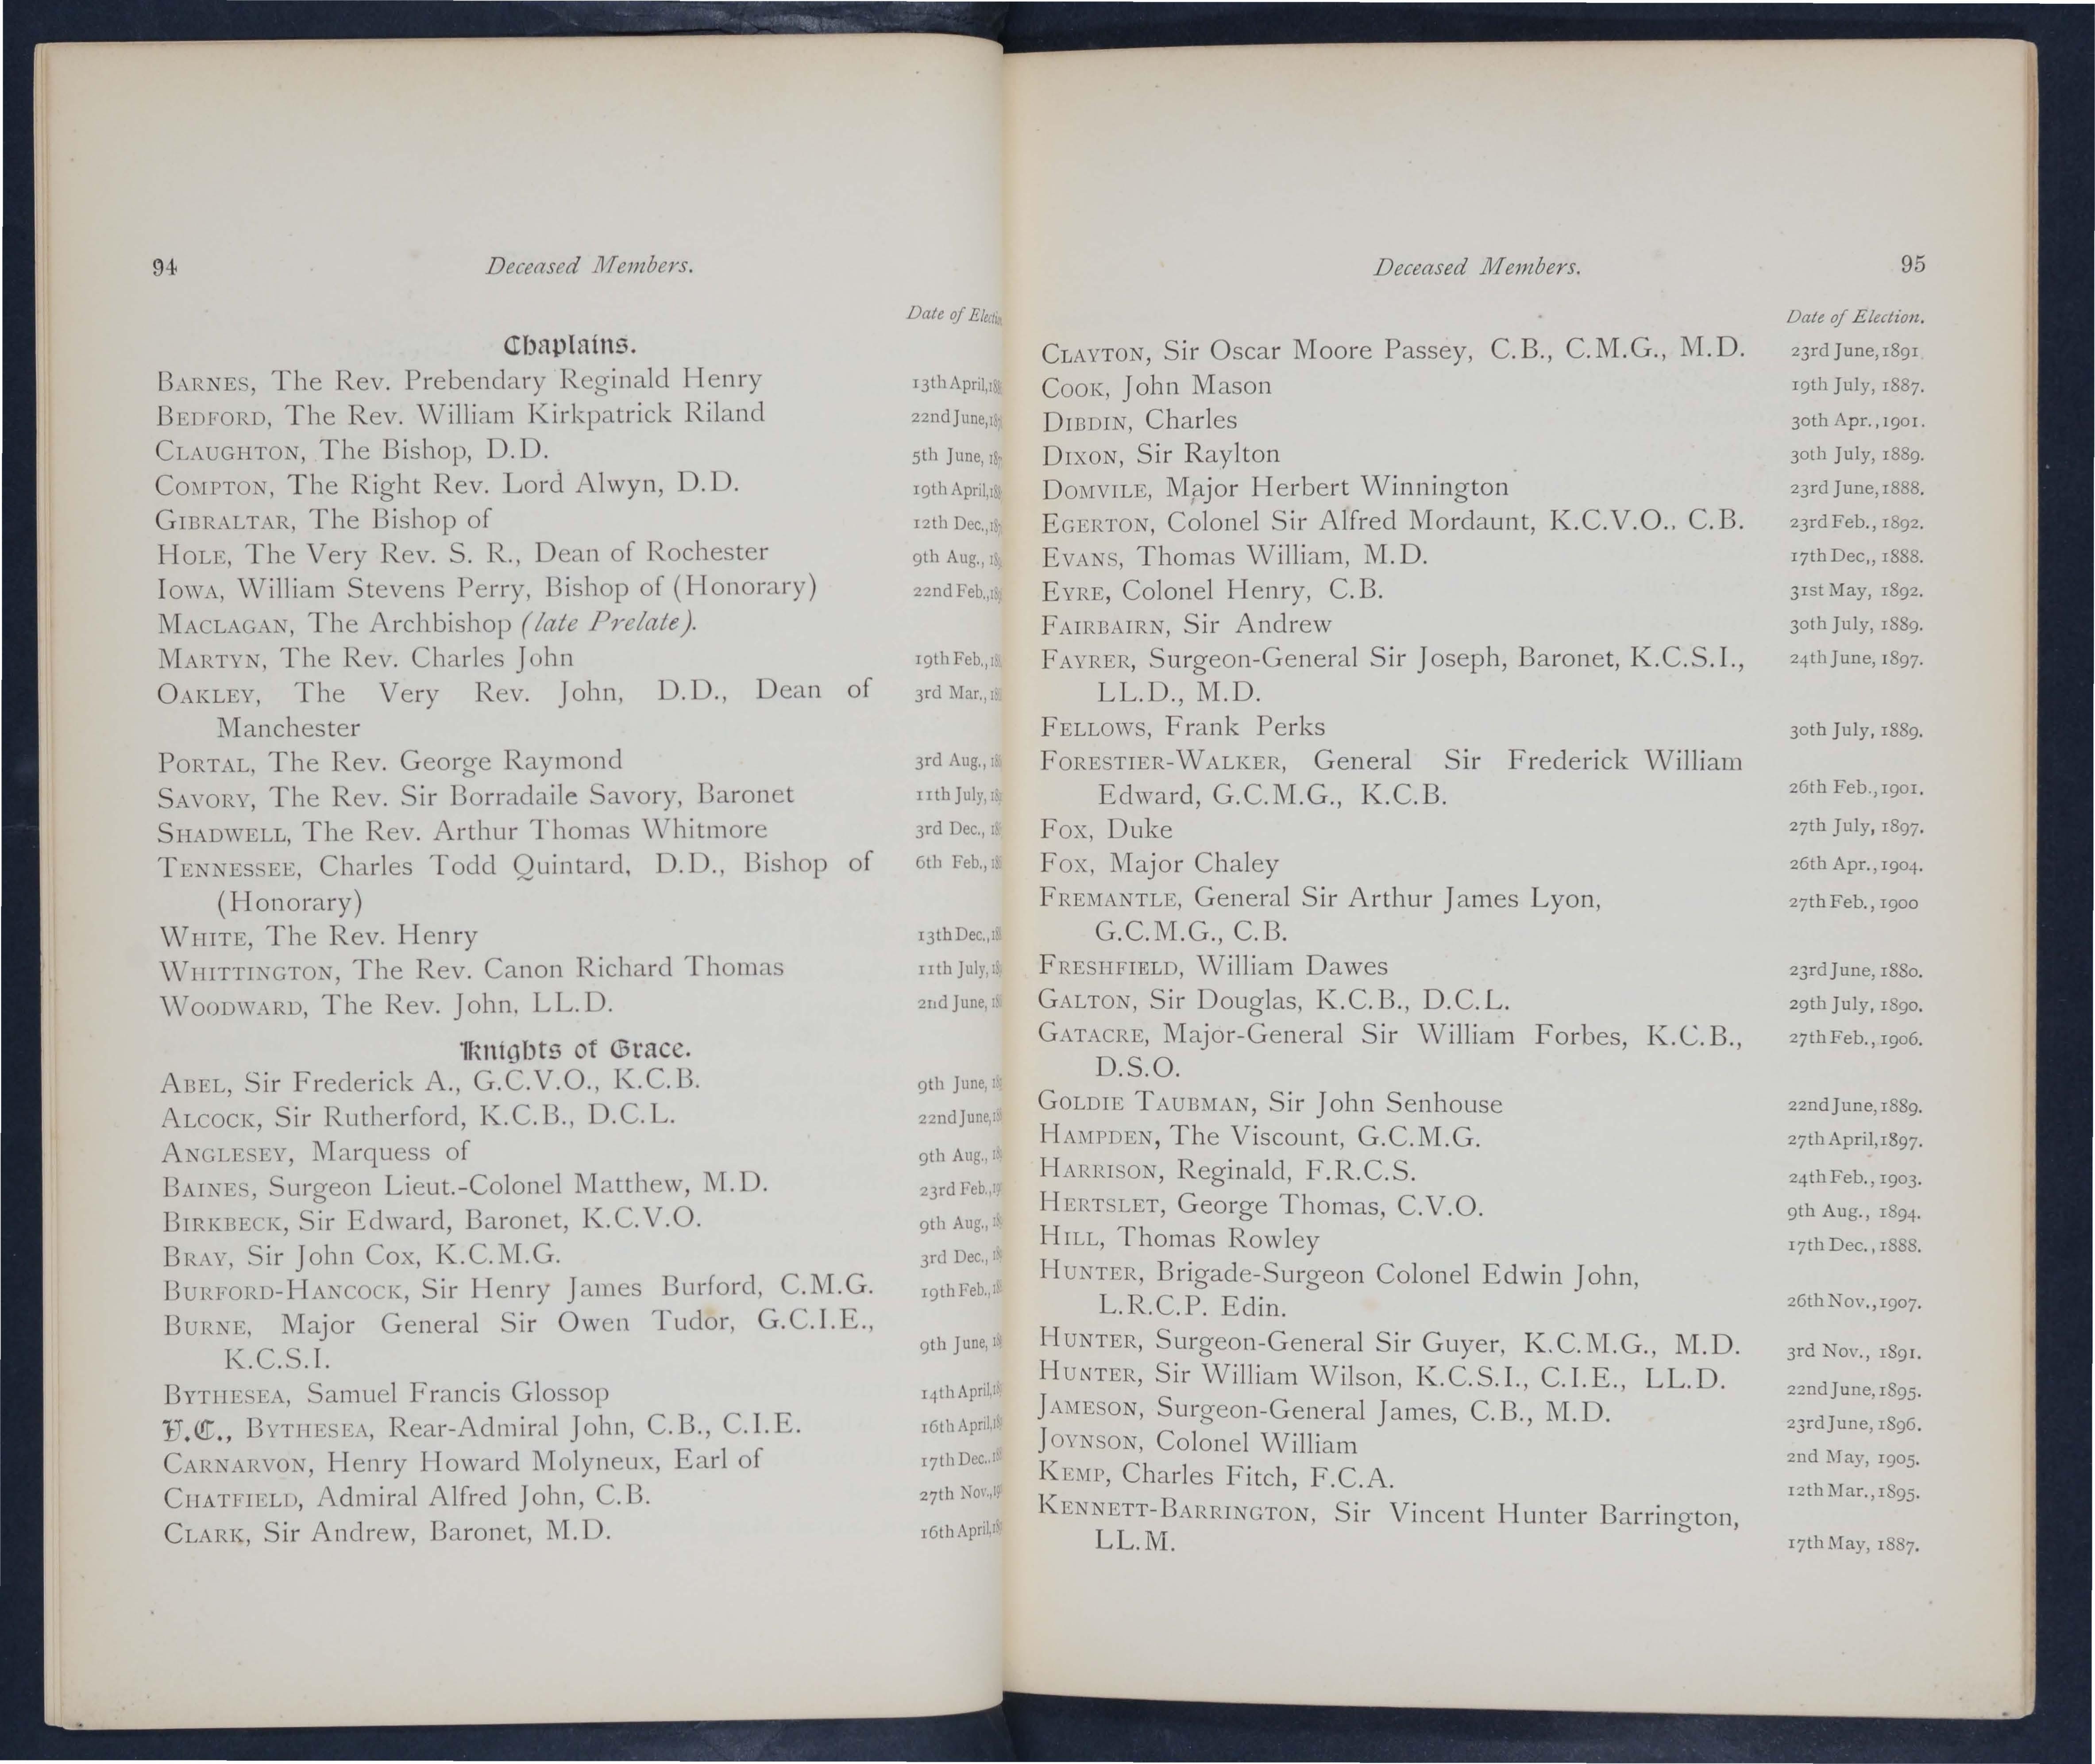 94
Deceased Members.
Date of
Chaplains.
BARNES, The Rev. Prebendary Reginald Henry 13th April,
BEDFORD, The Rev. William Kirkpatrick Riland 22nd June,
CLAUGHTON, The Bishop, D.D. 5th June,
COMPTON, The Right Rev. Lord Alwyn, D.D. 19th April,
GIBRALTAR, The Bishop of 12th Dec.,
HOLE, The Very Rev. S. R., Dean of Rochester 9th Aug.,
IOWA, William Stevens Perry, Bishop of (Honorary) 22nd Feb.,
MACLAGAN, The Archbishop (late Prelate).
MARTYN, The Rev. Charles John 19th Feb.,
OAKLEY, The Very Rev. John, D.D., Dean of 3rd Mar.,
Manchester
PORTAL, The Rev. George Raymond 3rd Aug.,
SAVORY, The Rev. Sir Borradaile Savory, Baronet 11th July,
SHADWELL, The Rev. Arthur Thomas Whitmore 3rd Dec.,
TENNESSEE, Charles Todd Quintard, D.D., Bishop of 6th Feb.,
(Honorary)
WHITE, The Rev. Henry 13th Dec.,
WHITTINGTON, The Rev. Canon Richard Thomas 11th July,
WOODWARD, The Rev. John, LL.D. 2nd June,
Knights of Grace.
ABEL, Sir Frederick A., G.C.V.O., K.C.B. 9th June,
ALCOCK, Sir Rutherford, K.C.B., D.C.L. 22nd June,
ANGLESEY, Marquess of 9th Aug.,
BAINES, Surgeon Lieut.-Colonel Matthew, M.D. 23rd Feb.,
BIRKBECK, Sir Edward, Baronet, K.C.V.O. 9th Aug.,
BRAY, Sir John Cox, K.C.M.G. 3rd Dec.,
BURFORD-HANCOCK, Sir Henry James Burford, C.M.G. 19th Feb.,
BURNE, Major General Sir Owen Tudor, G.C.I.E.,
K.C.S.I. 9th June,
BYTHESEA, Samuel Francis Glossop 14th April,
V.C., BYTHESEA, Rear-Admiral John, C.B., C.I.E. 16th April,
CARNARVON, Henry Howard Molyneux, Earl of 17th Dec.,
CHATFIELD, Admiral Alfred John, C.B. 27th Nov.,
CLARK, Sir Andrew, Baronet, M.D. 16th April,
Deceased Members.
95
Date of Election.
CLAYTON, Sir Oscar Moore Passey, C.B., C.M.G., M.D. 23rd June, 1891.
COOK, John Mason 19th July, 1887.
DIBDIN, Charles 30th Apr., 1901.
DIXON, Sir Raylton 30th July, 1889.
DOMVILE, Major Herbert Winnington 23rd June, 1888.
EGERTON, Colonel Sir Alfred Mordaunt, K.C.V.O., C.B. 23rd Feb., 1892.
EVANS, Thomas William, M.D. 17th Dec., 1888.
EYRE, Colonel Henry, C.B. 31st May, 1892.
FAIRBAIRN, Sir Andrew 30th July, 1889.
FAYRER, Surgeon-General Sir Joseph, Baronet, K.C.S.I., 24th June, 1897.
LL.D., M.D.
FELLOWS, Frank Perks 30th July, 1889.
FORESTIER-WALKER, General Sir Frederick William
Edward, G.C.M.G., K.C.B. 26th Feb., 1901.
FOX, Duke 27th July, 1897.
FOX, Major Chaley 26th Apr., 1904.
FREMANTLE, General Sir Arthur James Lyon, 27th Feb., 1900
G.C.M.G., C.B.
FRESHFIELD, William Dawes 23rd June, 1880.
GALTON, Sir Douglas, K.C.B., D.C.L. 29th July, 1890.
GATACRE, Major-General Sir William Forbes, K.C.B., 27th Feb., 1906.
D.S.O.
GOLDIE TAUBMAN, Sir John Senhouse 22nd June, 1889.
HAMPDEN, The Viscount, G.C.M.G. 27th April, 1897.
HARRISON, Reginald, F.R.C.S. 24th Feb., 1903.
HERTSLET, George Thomas, C.V.O. 9th Aug., 1894.
HILL, Thomas Rowley 17th Dec., 1888.
HUNTER, Brigade-Surgeon Colonel Edwin John,
L.R.C.P. Edin. 26th Nov., 1907.
HUNTER, Surgeon-General Sir Guyer, K.C.M.G., M.D. 3rd Nov., 1891.
HUNTER, Sir William Wilson, K.C.S.I., C.I.E., LL.D. 22nd June, 1895.
JAMESON, Surgeon-General James, C.B., M.D. 23rd June, 1896.
JOYNSON, Colonel William 2nd May, 1905.
KEMP, Charles Fitch, F.C.A. 12th Mar., 1895.
KENNETT-BARRINGTON, Sir Vincent Hunter Barrington,
LL.M. 17th May, 1887.